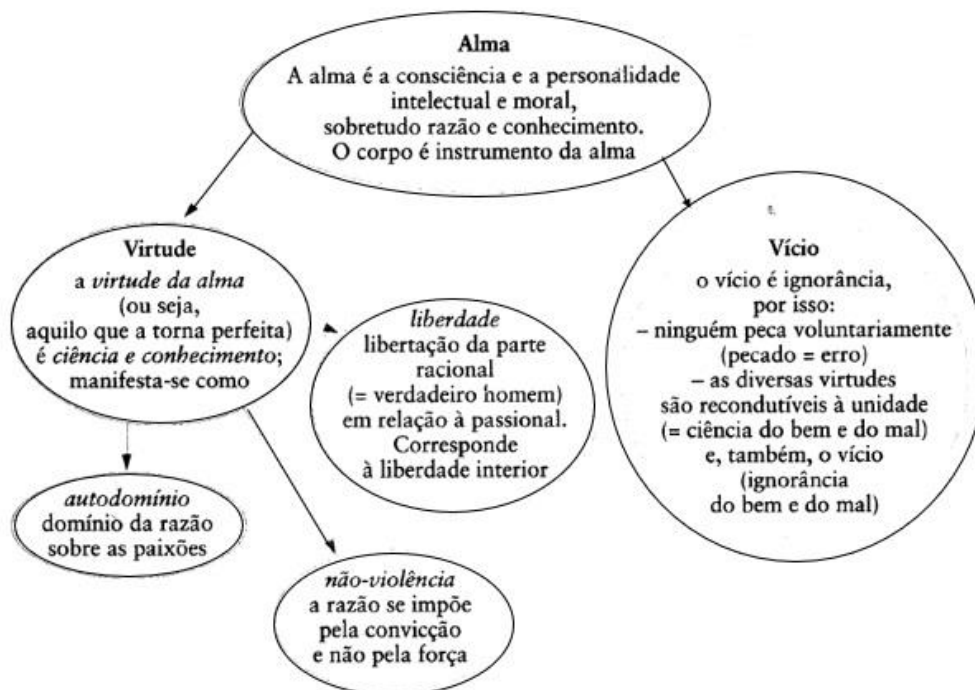 Alma
A alma é a consciência e a personalidade
intelectual e moral,
sobretudo razão e conhecimento.
O corpo é instrumento da alma
Virtude
a virtude da alma
(ou seja,
aquilo que a torna perfeita)
é ciência e conhecimento;
manifesta-se como
liberdade
libertação da parte
racional
(= verdadeiro homem)
em relação à passional.
Corresponde
à liberdade interior
Vício
o vício é ignorância,
por isso:
– ninguém peca voluntariamente
(pecado = erro)
– as diversas virtudes
são recondutíveis à unidade
(= ciência do bem e do mal)
e, também, o vício
(ignorância
do bem e do mal)
autodomínio
domínio da razão
sobre as paixões
não-violência
a razão se impõe
pela convicção
e não pela força